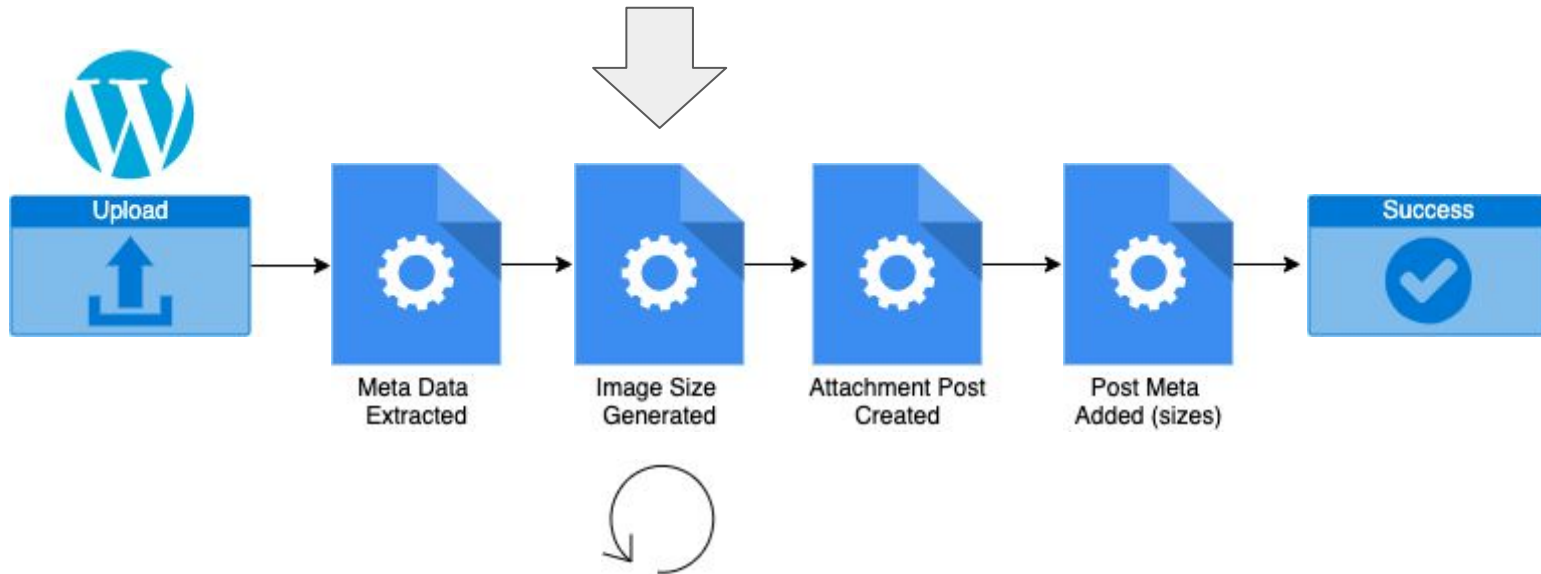 Upload
Meta Data
Extracted
Image Size
Generated
Attachment Post
Created
Post Meta
Added (sizes)
Success